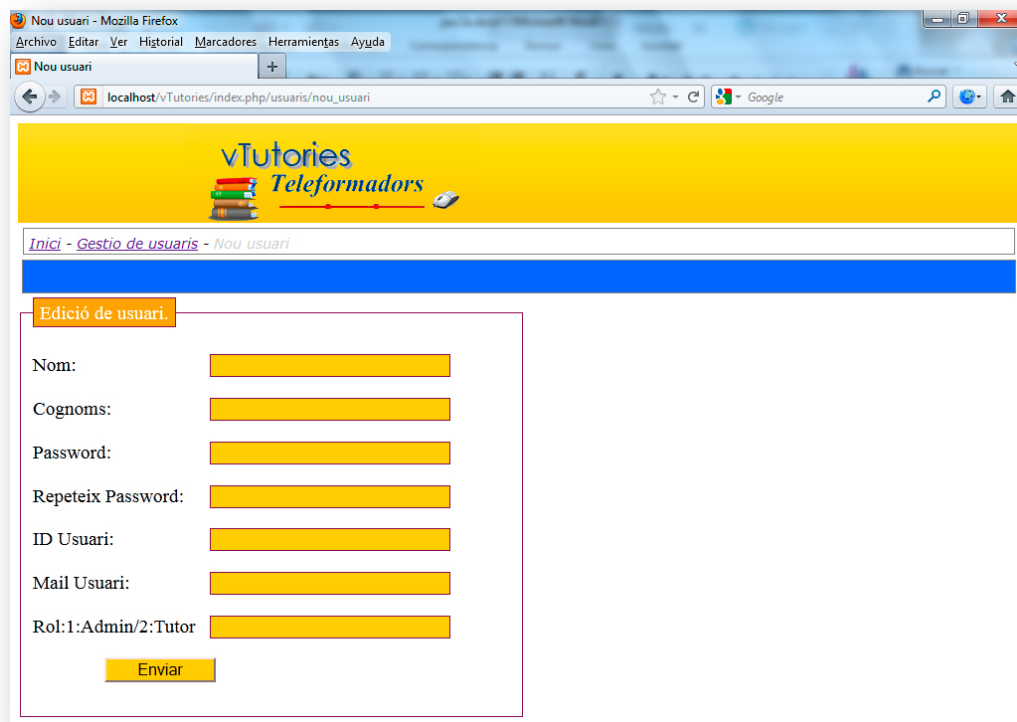 Nou usuari - Mozilla Firefox
Archivo Editar Ver Historial Marcadores Herramientas Ayuda
Nou usuari +
localhost/vTutories/index.php/usuaris/nou_usuari Google
vTutories
Teleformadors
Inici - Gestio de usuaris - Nou usuari
Edició de usuari.
Nom:
Cognoms:
Password:
Repeteix Password:
ID Usuari:
Mail Usuari:
Rol:1:Admin/2:Tutor
Enviar